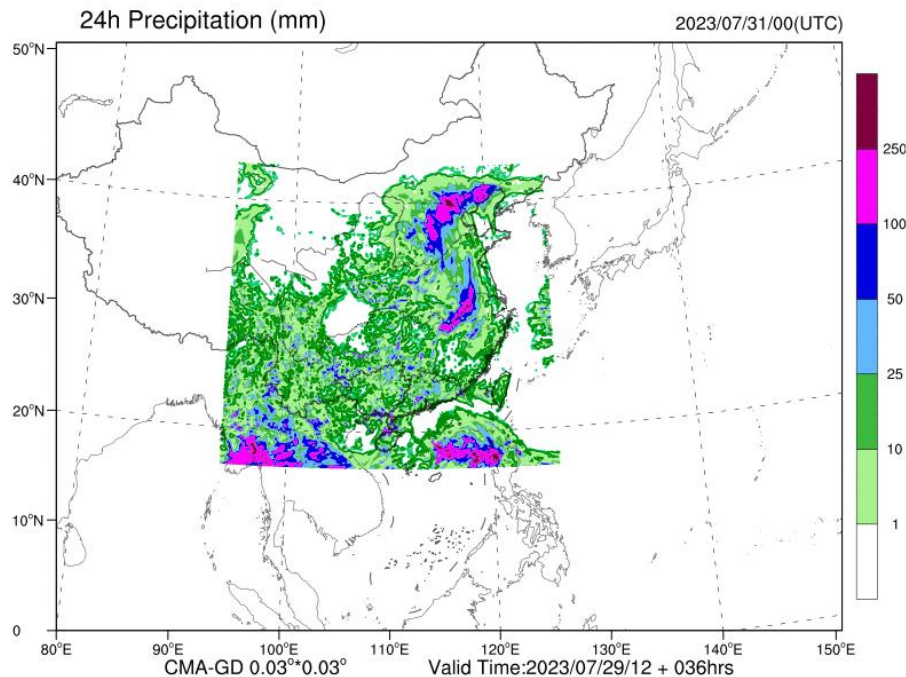 24h Precipitation (mm)
2023/07/31/00(UTC)
50°N
40°N
30°N
20°N
10°N
0
80°E
90°E
100°E
110°E
120°E
130°E
140°E
150°E
250
100
50
25
10
1
CMA-GD 0.03°*0.03°
Valid Time:2023/07/29/12 + 036hrs